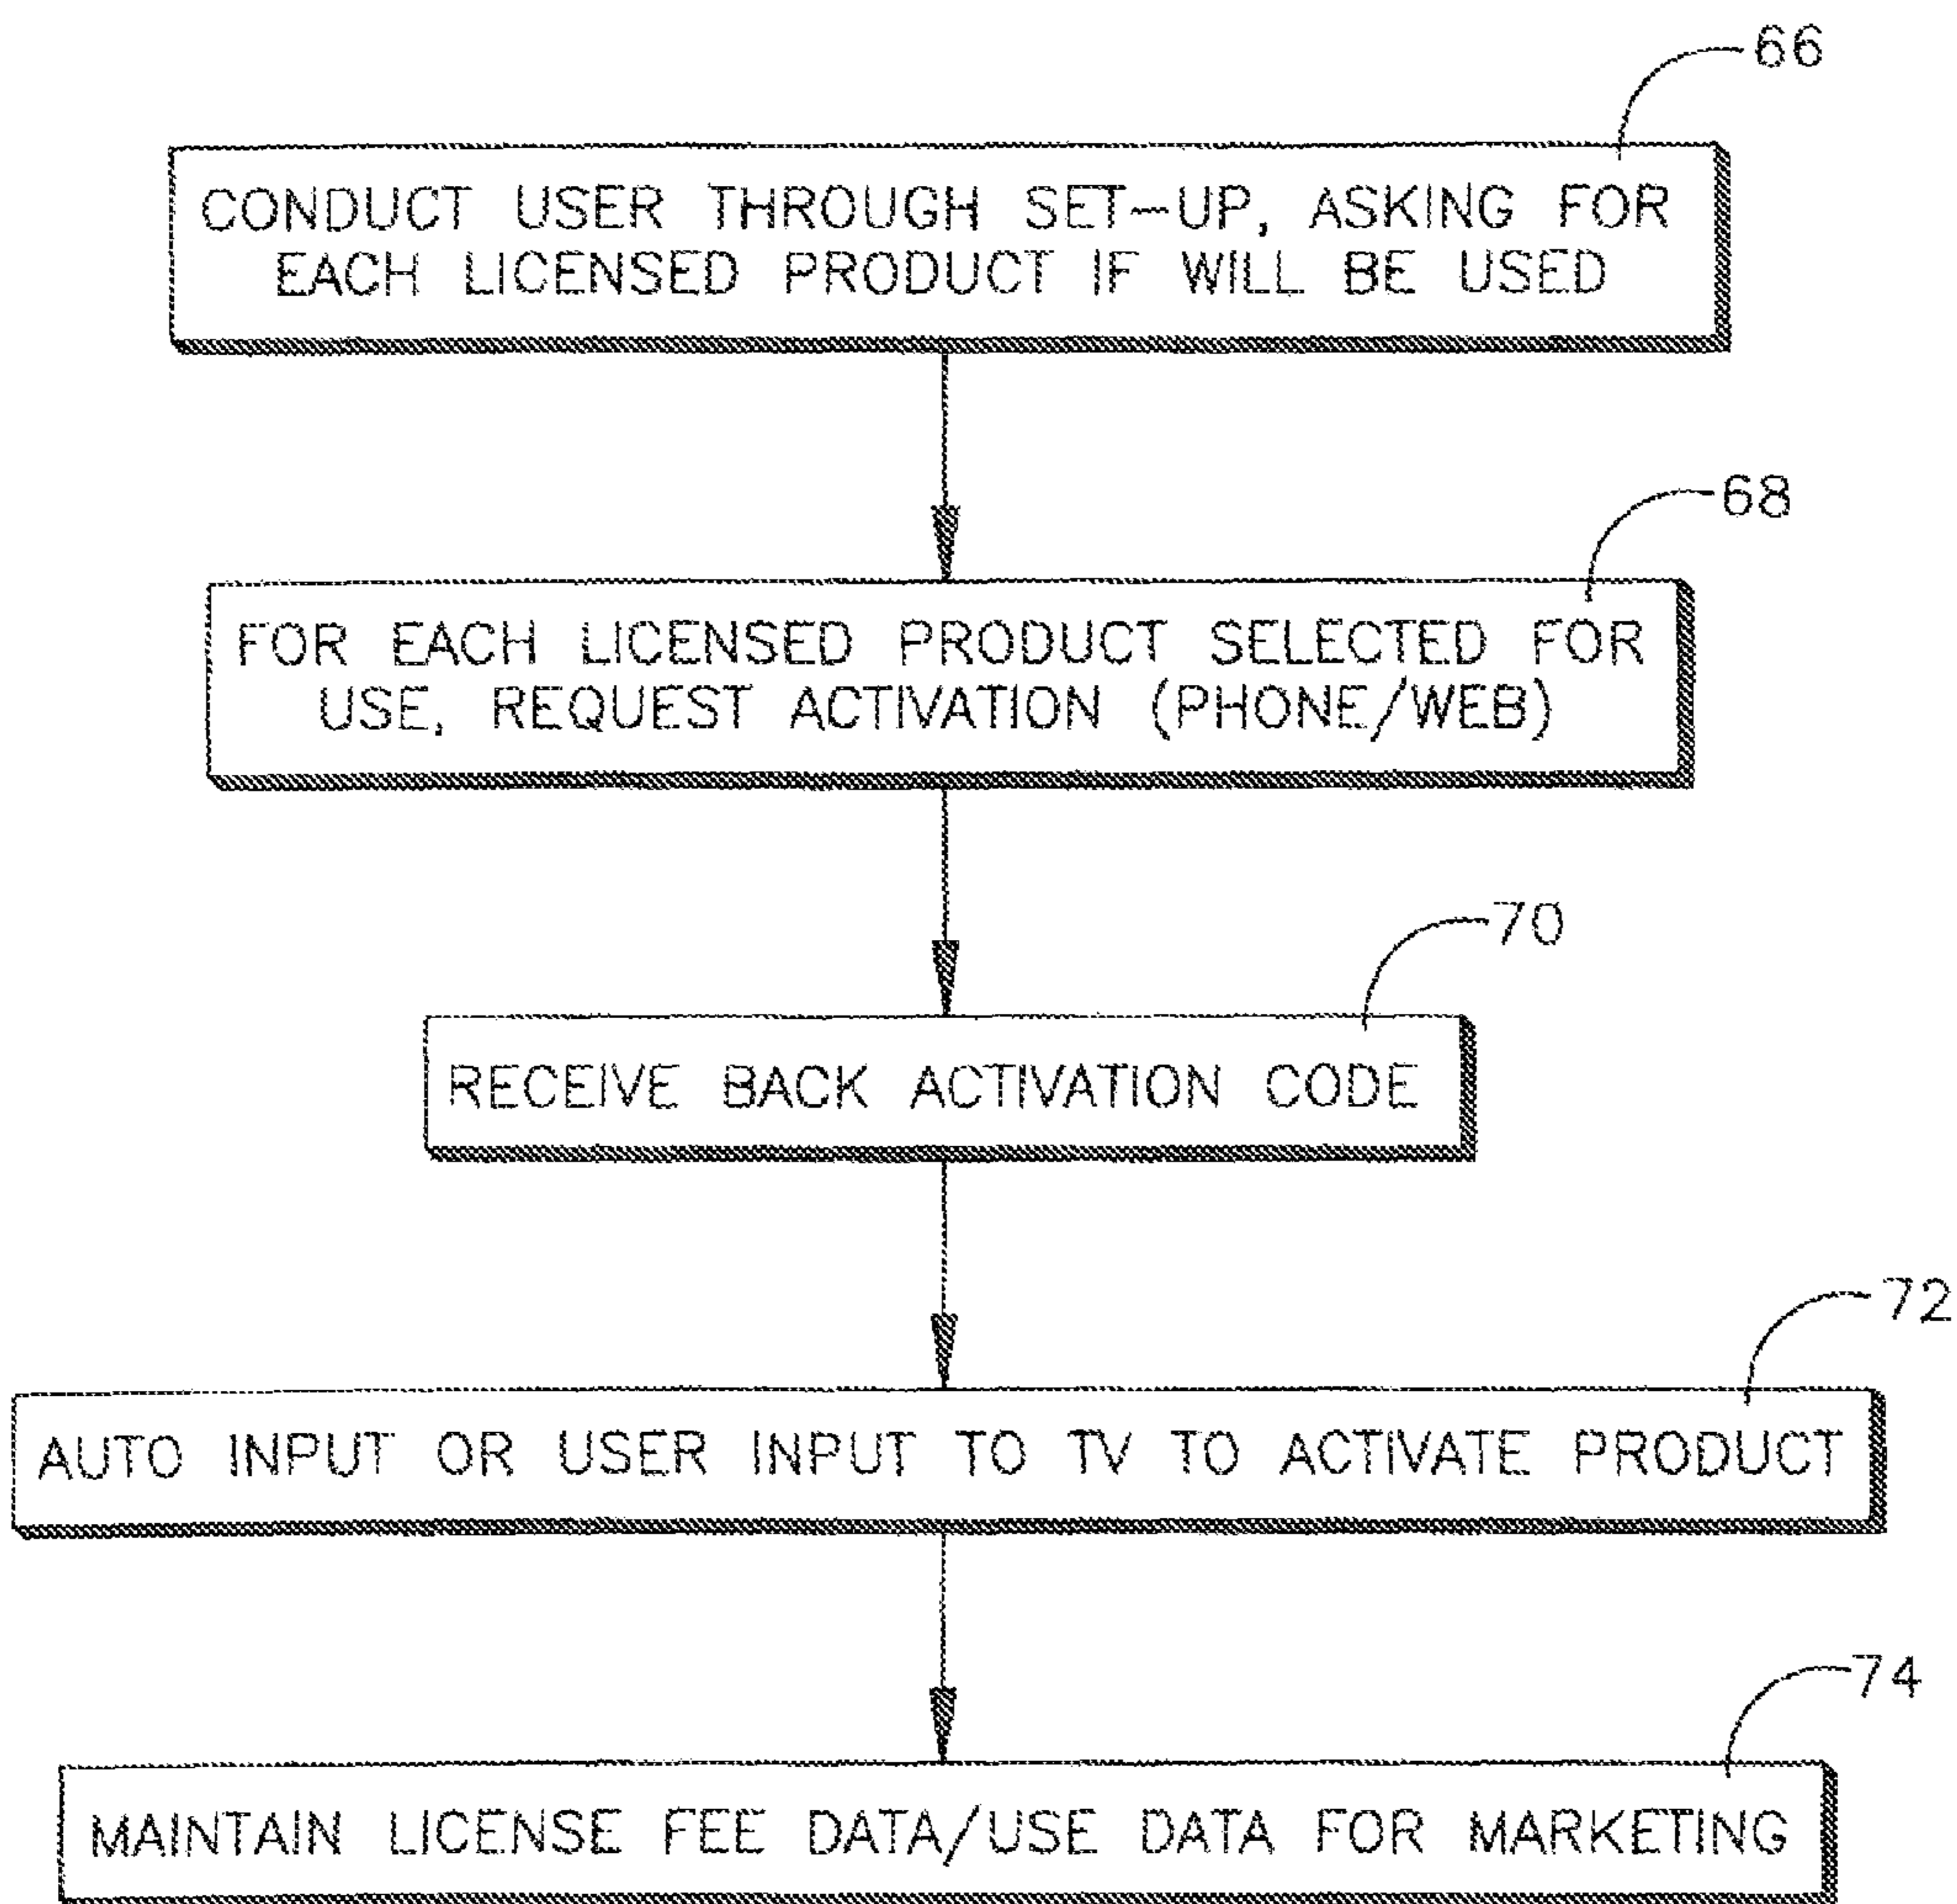 66
CONDUCT USER THROUGH SET-UP, ASKING FOR
EACH LICENSED PRODUCT IF WILL BE USED
68
FOR EACH LICENSED PRODUCT SELECTED FOR
USE, REQUEST ACTIVATION (PHONE/WEB)
70
RECEIVE BACK ACTIVATION CODE
72
AUTO INPUT OR USER INPUT TO TV TO ACTIVATE PRODUCT
74
MAINTAIN LICENSE FEE DATA/USE DATA FOR MARKETING